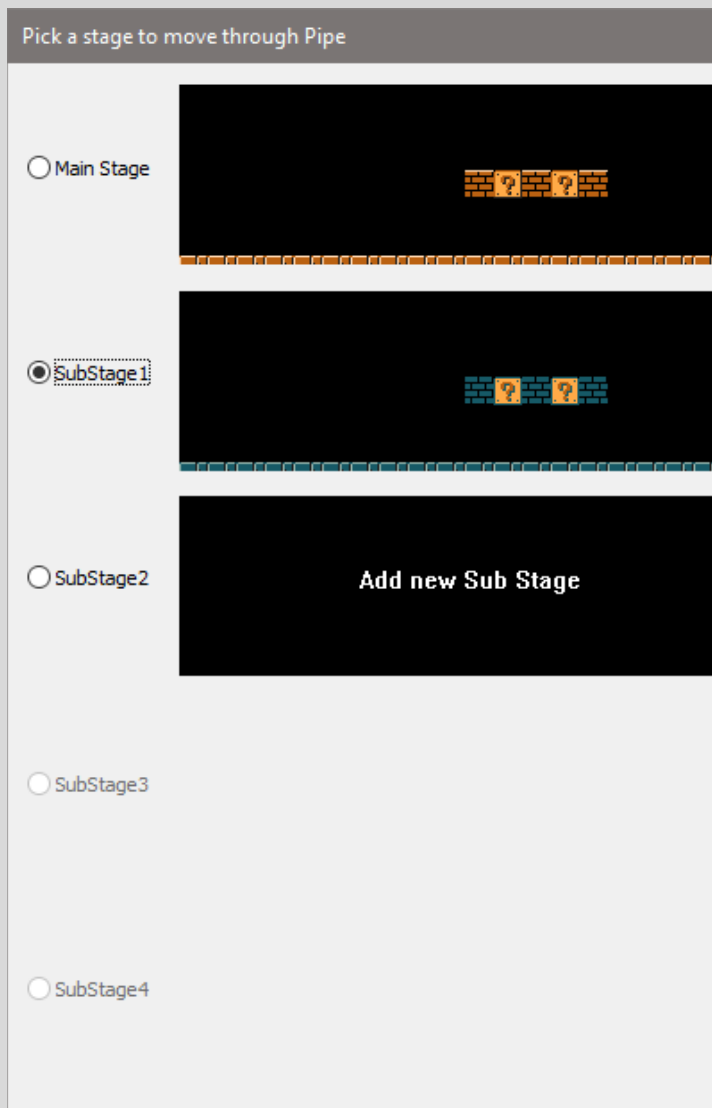 Pick a stage to move through Pipe
Main Stage
? ?
SubStage1
? ?
SubStage2
Add new Sub Stage
SubStage3
SubStage4